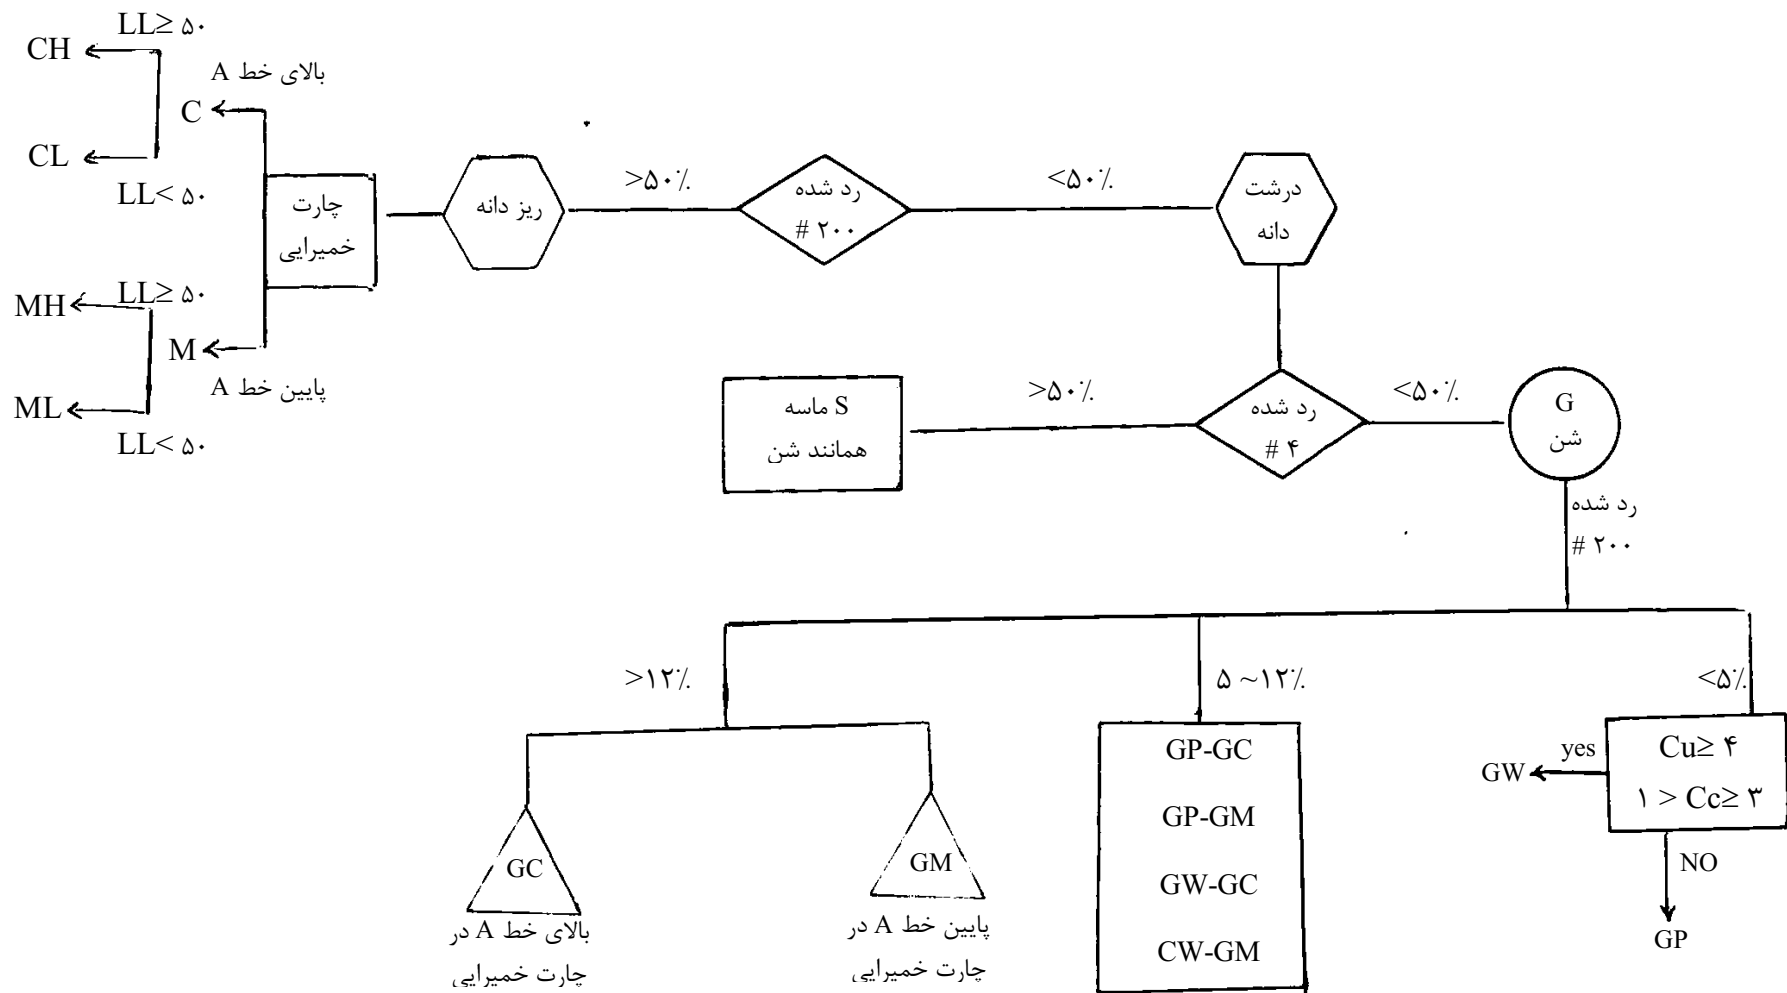 LL≥ ۵۰
CH
بالای خط A
C
CL
LL< ۵۰
چارت
خمیرایی
ریز دانه
>۵۰٪
رد شده
# ۲۰۰
<۵۰٪
درشت
دانه
LL≥ ۵۰
MH
M
پایین خط A
ML
LL< ۵۰
S ماسه
همانند شن
>۵۰٪
رد شده
# ۴
<۵۰٪
G
شن
رد شده
# ۲۰۰
>۱۲٪
۵ ~۱۲٪
<۵٪
GC
بالای خط A در
چارت خمیرایی
GM
پایین خط A در
چارت خمیرایی
GP-GC
GP-GM
GW-GC
CW-GM
Cu≥ ۴
۱ > Cc≥ ۳
yes
GW
NO
GP